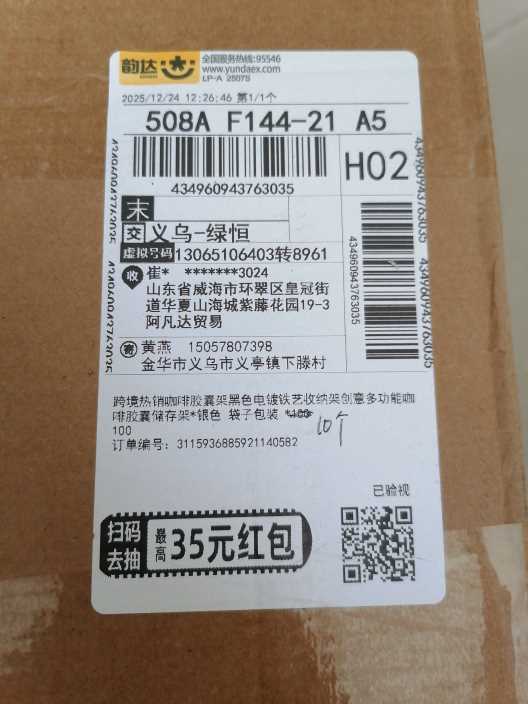 韵达
全国服务热线:95546
www.yundaex.com
LP-A 2507S
2025/12/24 12:26:46 第1/1个
508A F144-21 A5
434960943763035
H02
末
交 义乌-绿恒
虚拟号码 13065106403转8961
收 崔* *******3024
山东省威海市环翠区皇冠街
道华夏山海城紫藤花园19-3
阿凡达贸易
寄 黄燕 15057807398
金华市义乌市义亭镇下滕村
434960943763035
434960943763035
434960943763035
跨境热销咖啡胶囊架黑色电镀铁艺收纳架创意多功能咖
啡胶囊储存架*银色 袋子包装 *100
10个
100
订单编号: 3115936885921140582
已验视
扫码
去抽
最高
35元红包